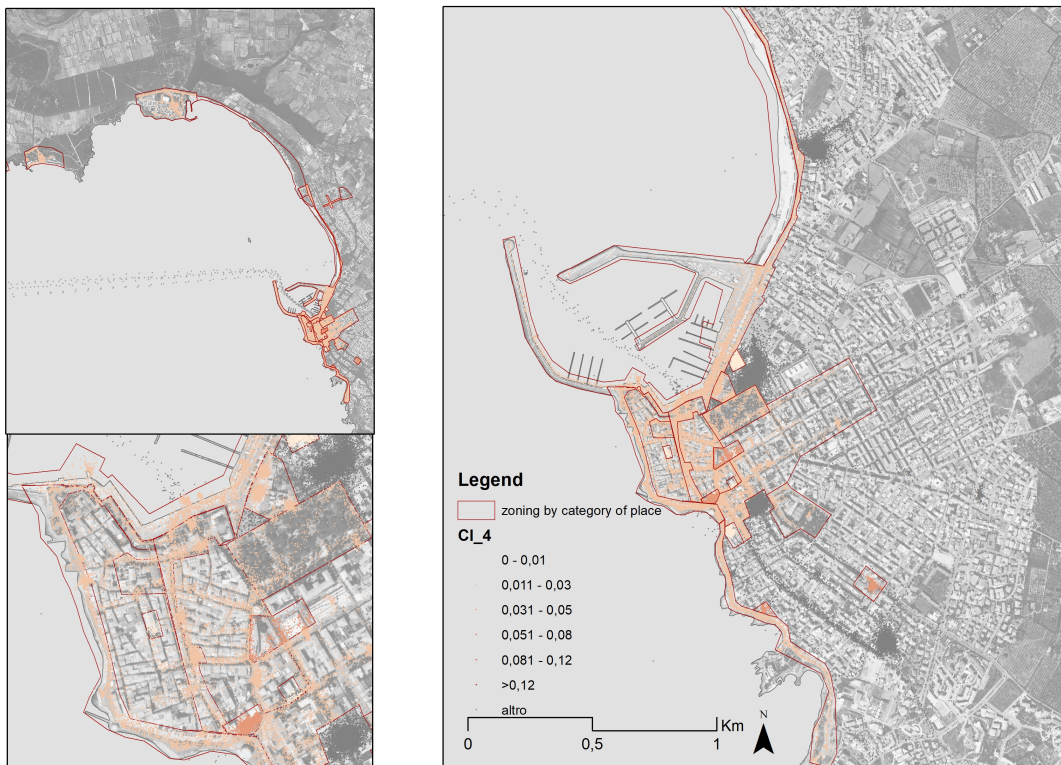 Legend
zoning by category of place
CI_4
0 - 0,01
0,011 - 0,03
0,031 - 0,05
0,051 - 0,08
0,081 - 0,12
>0,12
altro
Km
N
0
0,5
1